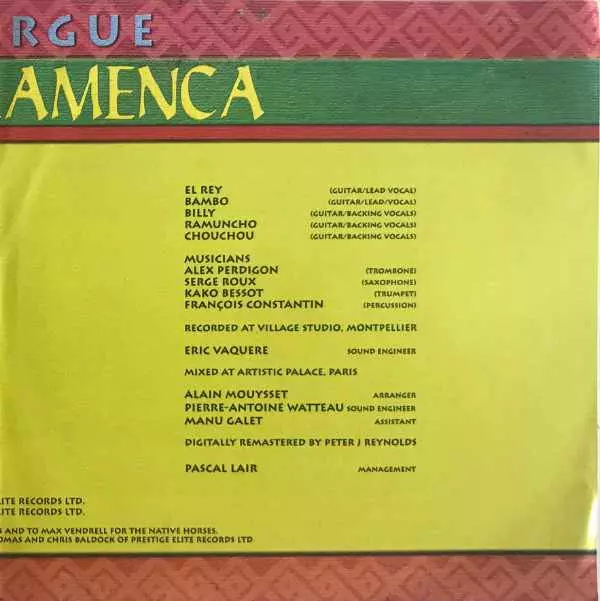 RGUE
AMENCA
EL REY (GUITAR/LEAD VOCAL)
BAMBO (GUITAR/LEAD/VOCAL)
BILLY (GUITAR/BACKING VOCALS)
RAMUNCHO (GUITAR/BACKING VOCALS)
CHOUCHOU (GUITAR/BACKING VOCALS)
MUSICIANS
ALEX PERDIGON (TROMBONE)
SERGE ROUX (SAXOPHONE)
KAKO BESSOT (TRUMPET)
FRANÇOIS CONSTANTIN (PERCUSSION)
RECORDED AT VILLAGE STUDIO, MONTPELLIER
ERIC VAQUERE SOUND ENGINEER
MIXED AT ARTISTIC PALACE, PARIS
ALAIN MOUYSSET ARRANGER
PIERRE-ANTOINE WATTEAU SOUND ENGINEER
MANU GALET ASSISTANT
DIGITALLY REMASTERED BY PETER J REYNOLDS
PASCAL LAIR MANAGEMENT
LITE RECORDS LTD.
LITE RECORDS LTD.
S AND TO MAX VENDRELL FOR THE NATIVE HORSES.
OMAS AND CHRIS BALDOCK OF PRESTIGE ELITE RECORDS LTD